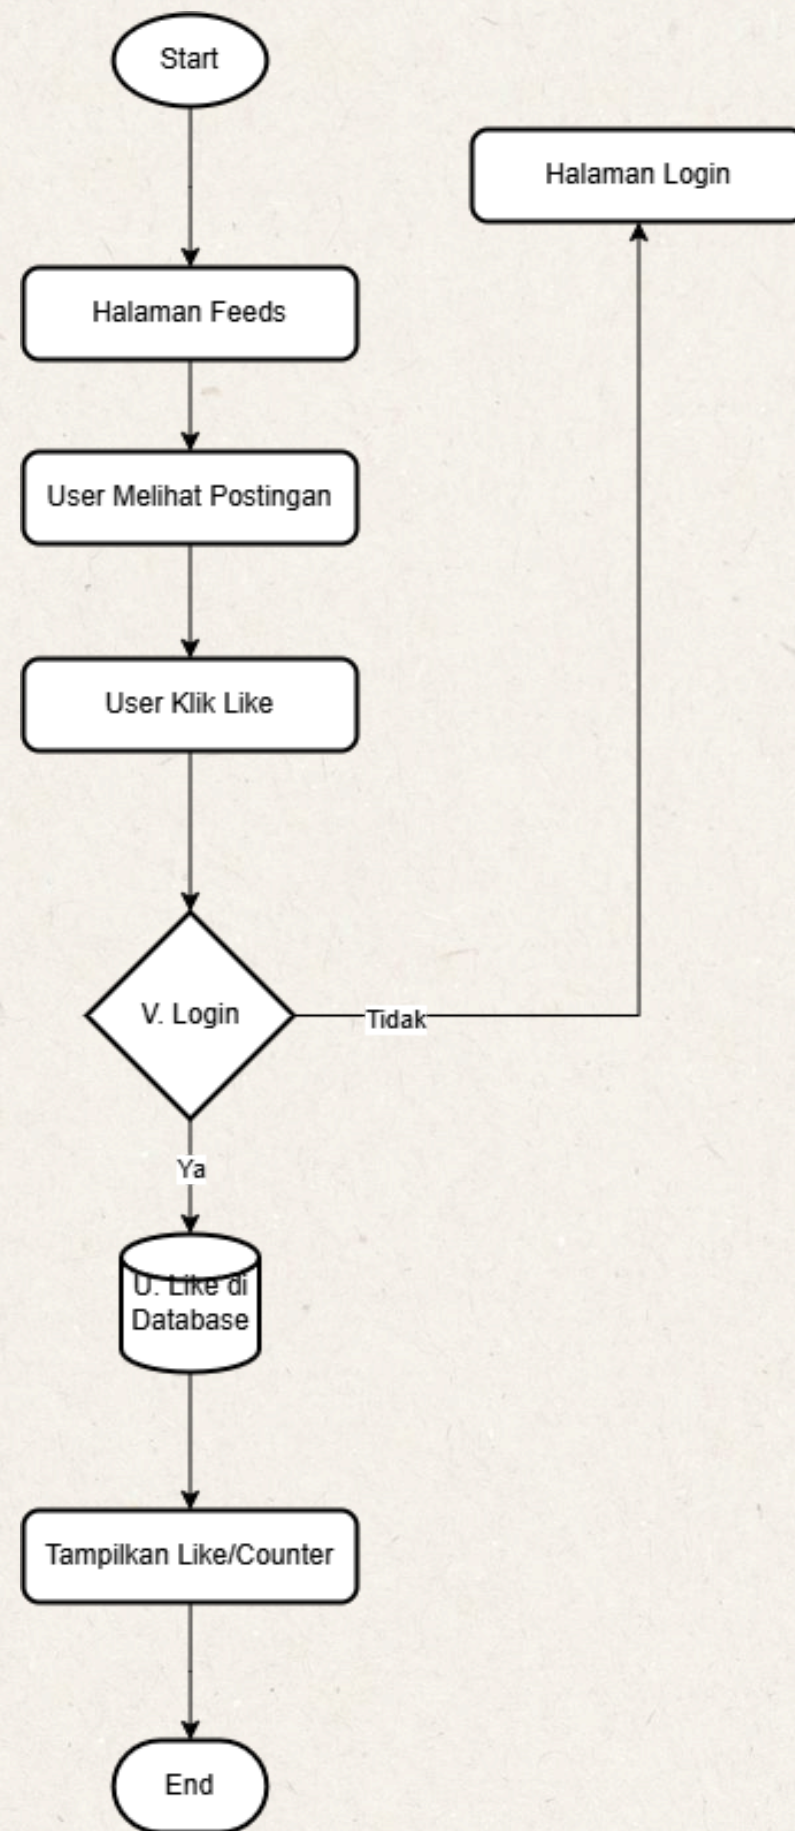 Start
Halaman Login
Halaman Feeds
User Melihat Postingan
User Klik Like
V. Login
Tidak
Ya
U. Like di
Database
Tampilkan Like/Counter
End